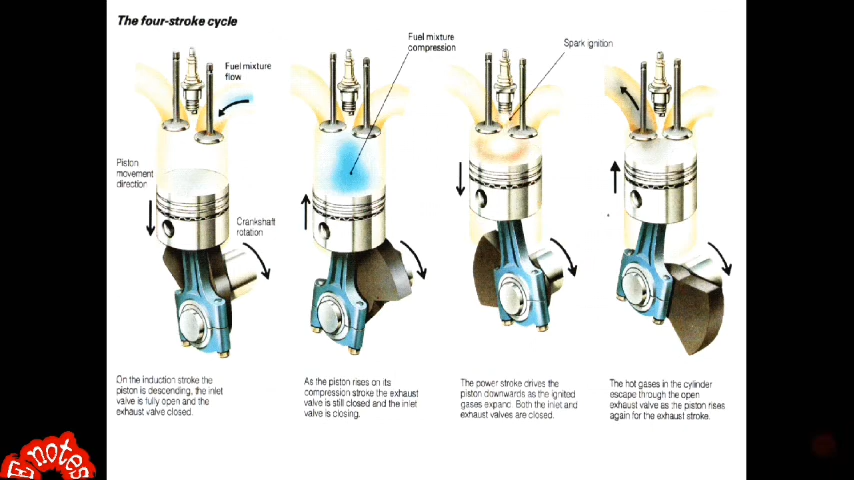 The four-stroke cycle
Fuel mixture
flow
Fuel mixture
compression
Spark ignition
Piston
movement
direction
Crankshaft
rotation
On the induction stroke the
piston is descending, the inlet
valve is fully open and the
exhaust valve closed.
As the piston rises on its
compression stroke the exhaust
valve is still closed and the inlet
valve is closing.
The power stroke drives the
piston downwards as the ignited
gases expand. Both the inlet and
exhaust valves are closed.
The hot gases in the cylinder
escape through the open
exhaust valve as the piston rises
again for the exhaust stroke.
E notes